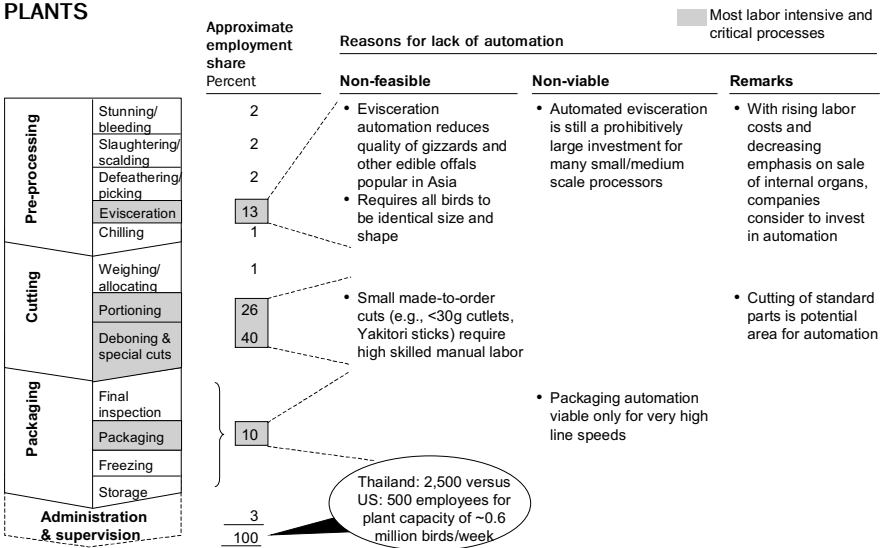 PLANTS
Most labor intensive and
critical processes
Approximate
employment
share
Percent
Reasons for lack of automation
Non-feasible
Non-viable
Remarks
Pre-processing
Stunning/
bleeding
2
Slaughtering/
scalding
2
Defeathering/
picking
2
Evisceration
13
Chilling
1
• Evisceration
automation reduces
quality of gizzards and
other edible offals
popular in Asia
• Requires all birds to
be identical size and
shape
• Automated evisceration
is still a prohibitively
large investment for
many small/medium
scale processors
• With rising labor
costs and
decreasing
emphasis on sale
of internal organs,
companies
consider to invest
in automation
Cutting
Weighing/
allocating
1
Portioning
26
Deboning &
special cuts
40
• Small made-to-order
cuts (e.g., <30g cutlets,
Yakitori sticks) require
high skilled manual labor
• Cutting of standard
parts is potential
area for automation
Packaging
Final
inspection
Packaging
10
Freezing
Storage
• Packaging automation
viable only for very high
line speeds
Administration
& supervision
3
100
Thailand: 2,500 versus
US: 500 employees for
plant capacity of ~0.6
million birds/week